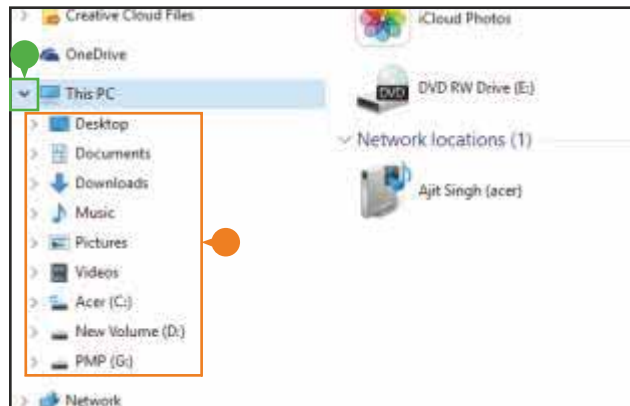 Creative Cloud Files
OneDrive
This PC
Desktop
Documents
Downloads
Music
Pictures
Videos
Acer (C:)
New Volume (D:)
PMP (G:)
Network
iCloud Photos
DVD RW Drive (E:)
DVD
Network locations (1)
Ajit Singh (acer)